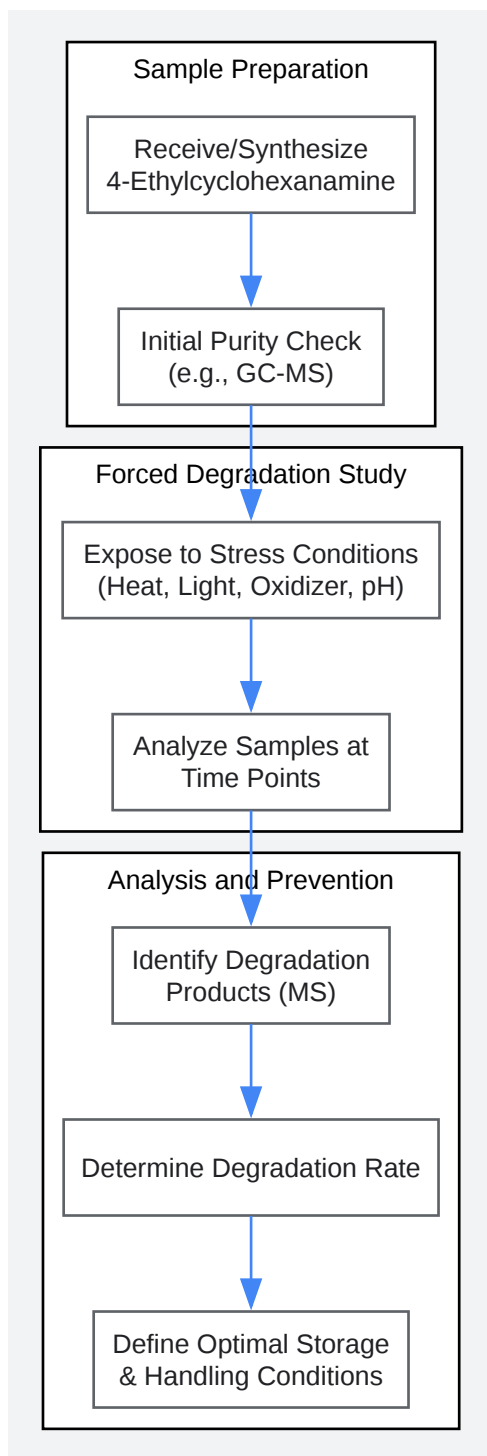 Sample Preparation
Receive/Synthesize
4-Ethylcyclohexanamine
Initial Purity Check
(e.g., GC-MS)
Forced Degradation Study
Expose to Stress Conditions
(Heat, Light, Oxidizer, pH)
Analyze Samples at
Time Points
Analysis and Prevention
Identify Degradation
Products (MS)
Determine Degradation Rate
Define Optimal Storage
& Handling Conditions